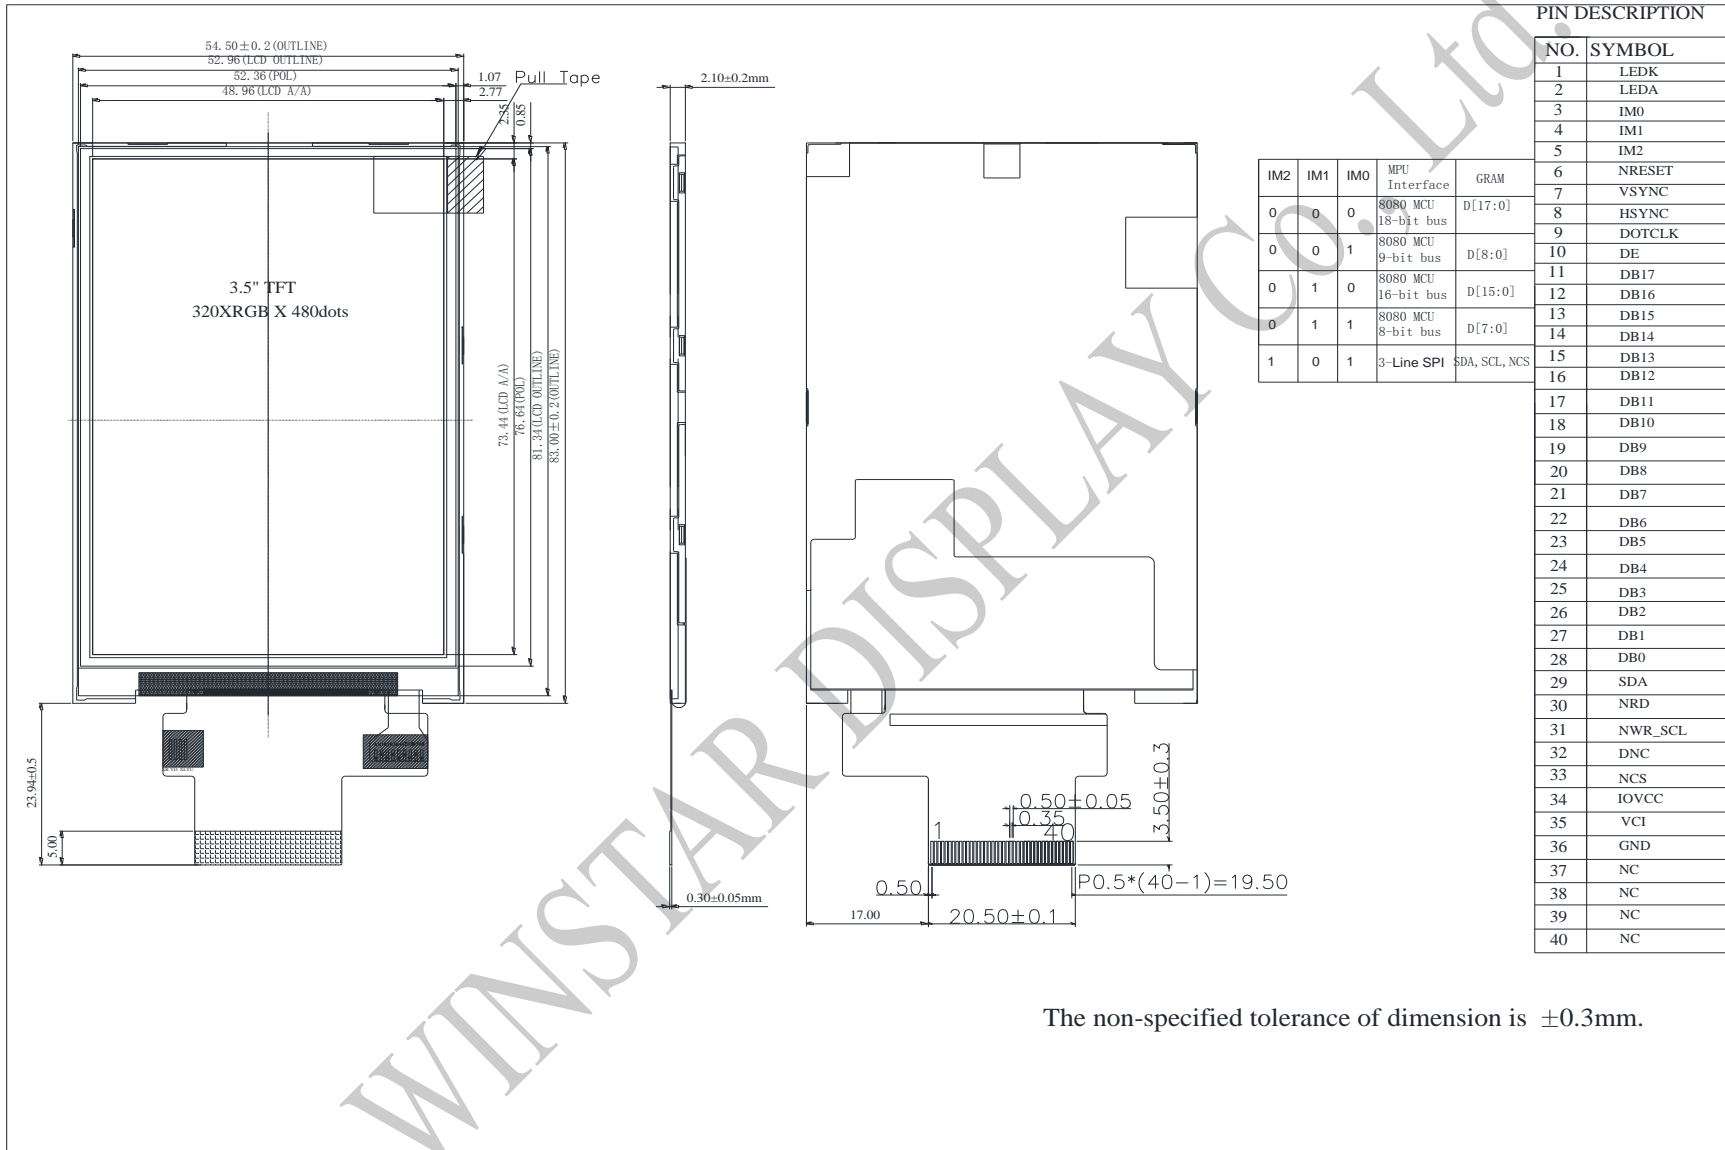 PIN DESCRIPTION
54.50±0.2(OUTLINE)
52.96(LCD OUTLINE)
52.36(POL)
48.96(LCD A/A)
1.07
2.77
Pull Tape
2.35
0.85
2.10±0.2mm
3.5" TFT
320XRGB X 480dots
73.44(LCD A/A)
76.64(POL)
81.34(LCD OUTLINE)
83.00±0.2(OUTLINE)
23.94±0.5
5.00
0.30±0.05mm
0.50±0.05
0.35
1
40
3.50±0.3
0.50
P0.5*(40-1)=19.50
17.00
20.50±0.1
IM2 IM1 IM0 MPU Interface GRAM
0 0 0 8080 MCU 18-bit bus D[17:0]
0 0 1 8080 MCU 9-bit bus D[8:0]
0 1 0 8080 MCU 16-bit bus D[15:0]
0 1 1 8080 MCU 8-bit bus D[7:0]
1 0 1 3-Line SPI SDA,SCL,NCS
NO. SYMBOL
1 LEDK
2 LEDA
3 IM0
4 IM1
5 IM2
6 NRESET
7 VSYNC
8 HSYNC
9 DOTCLK
10 DE
11 DB17
12 DB16
13 DB15
14 DB14
15 DB13
16 DB12
17 DB11
18 DB10
19 DB9
20 DB8
21 DB7
22 DB6
23 DB5
24 DB4
25 DB3
26 DB2
27 DB1
28 DB0
29 SDA
30 NRD
31 NWR_SCL
32 DNC
33 NCS
34 IOVCC
35 VCI
36 GND
37 NC
38 NC
39 NC
40 NC
The non-specified tolerance of dimension is ±0.3mm.
WINSTAR DISPLAY Co., Ltd.